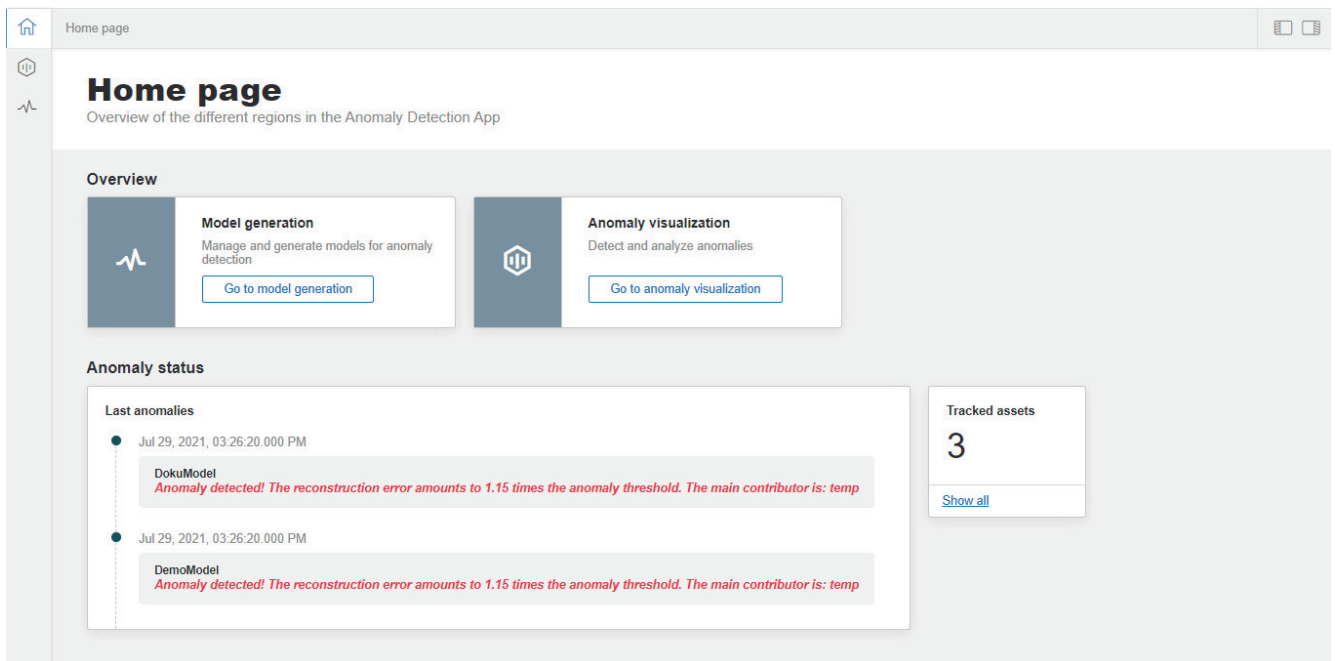 Home page
Home page
Overview of the different regions in the Anomaly Detection App
Overview
Model generation
Manage and generate models for anomaly
detection
Go to model generation
Anomaly visualization
Detect and analyze anomalies
Go to anomaly visualization
Anomaly status
Last anomalies
Jul 29, 2021, 03:26:20.000 PM
DokuModel
Anomaly detected! The reconstruction error amounts to 1.15 times the anomaly threshold. The main contributor is: temp
Jul 29, 2021, 03:26:20.000 PM
DemoModel
Anomaly detected! The reconstruction error amounts to 1.15 times the anomaly threshold. The main contributor is: temp
Tracked assets
3
Show all